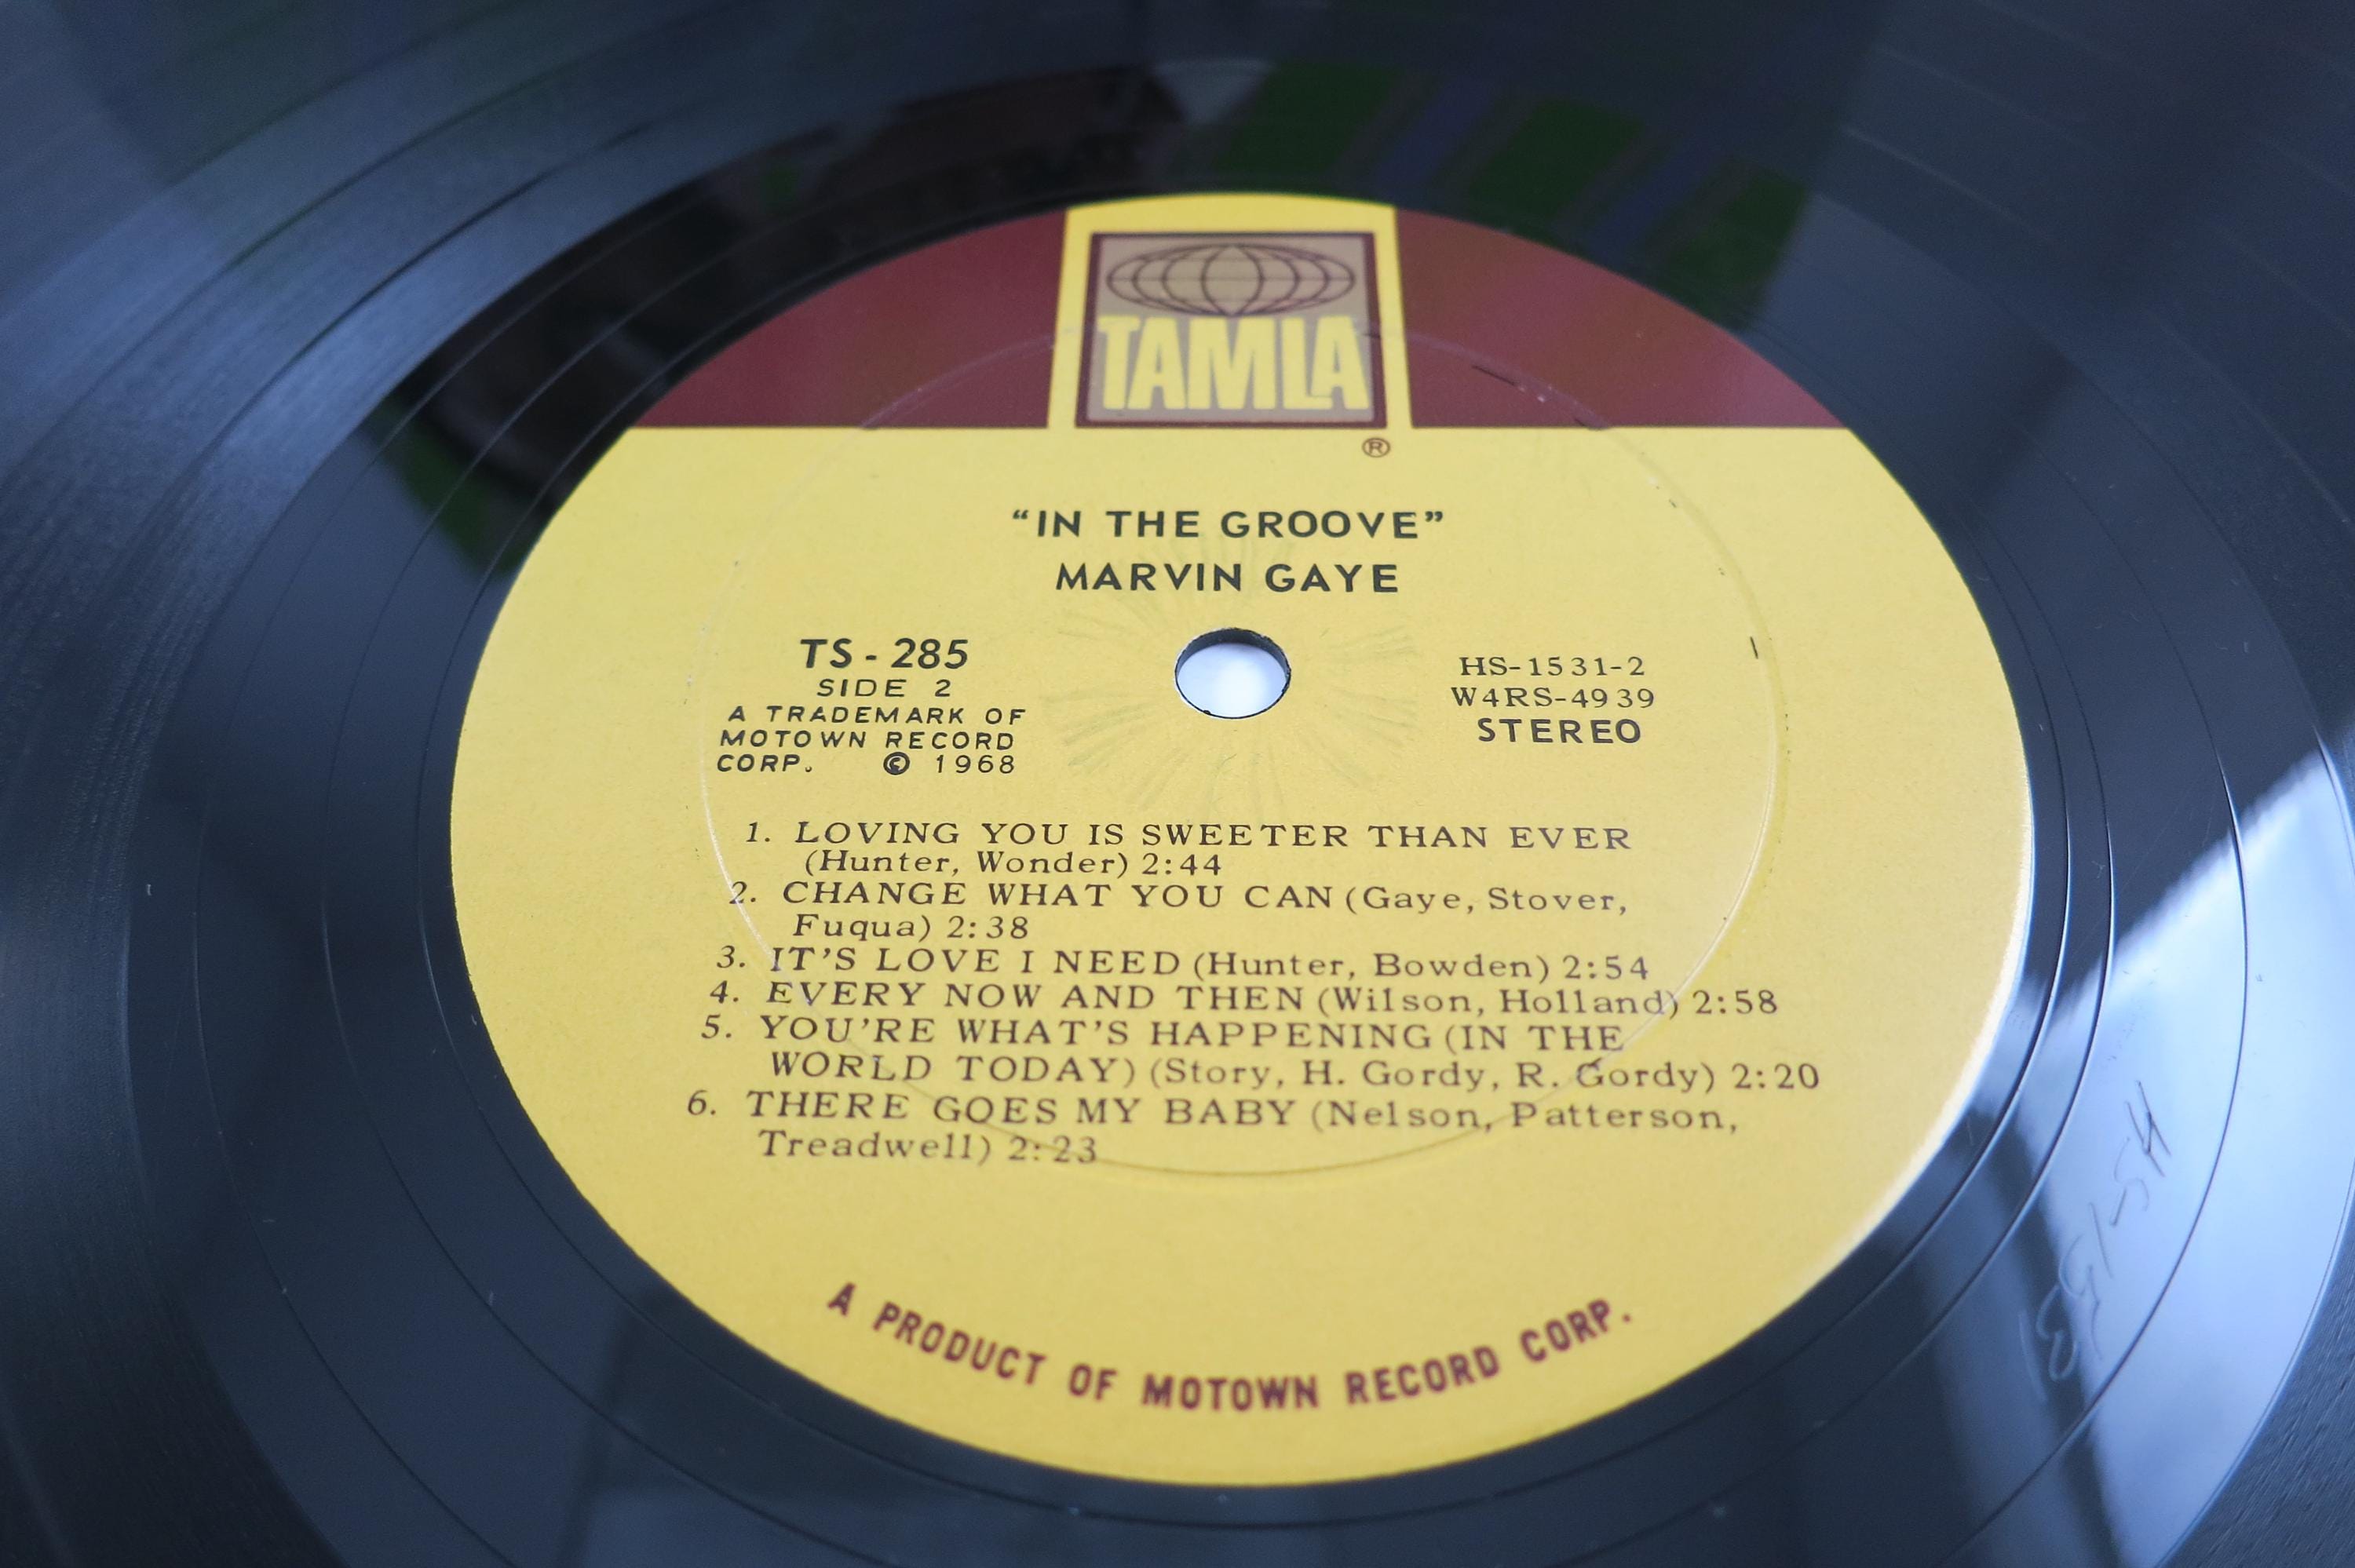 TAMLA
®
“IN THE GROOVE”
MARVIN GAYE
TS - 285
SIDE 2
A TRADEMARK OF
MOTOWN RECORD
CORP. © 1968
HS-1531-2
W4RS-4939
STEREO
1. LOVING YOU IS SWEETER THAN EVER
(Hunter, Wonder) 2:44
2. CHANGE WHAT YOU CAN (Gaye, Stover,
Fuqua) 2:38
3. IT’S LOVE I NEED (Hunter, Bowden) 2:54
4. EVERY NOW AND THEN (Wilson, Holland) 2:58
5. YOU’RE WHAT’S HAPPENING (IN THE
WORLD TODAY) (Story, H. Gordy, R. Gordy) 2:20
6. THERE GOES MY BABY (Nelson, Patterson,
Treadwell) 2:23
A PRODUCT OF MOTOWN RECORD CORP.